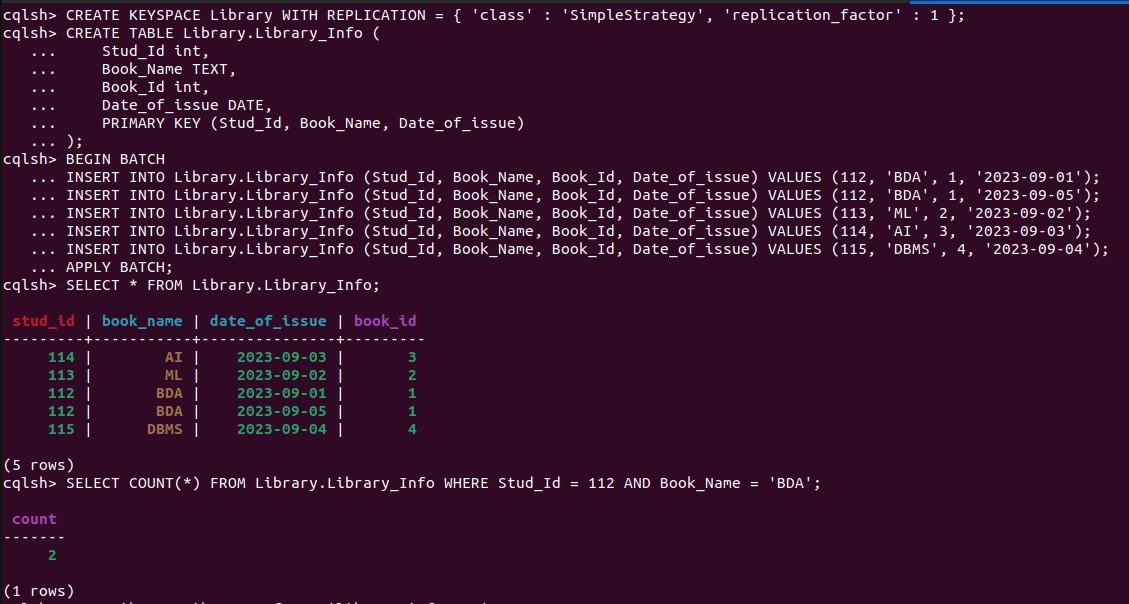 cqlsh> CREATE KEYSPACE Library WITH REPLICATION = { 'class' : 'SimpleStrategy', 'replication_factor' : 1 };
cqlsh> CREATE TABLE Library.Library_Info (
   ...     Stud_Id int,
   ...     Book_Name TEXT,
   ...     Book_Id int,
   ...     Date_of_issue DATE,
   ...     PRIMARY KEY (Stud_Id, Book_Name, Date_of_issue)
   ... );
cqlsh> BEGIN BATCH
   ... INSERT INTO Library.Library_Info (Stud_Id, Book_Name, Book_Id, Date_of_issue) VALUES (112, 'BDA', 1, '2023-09-01');
   ... INSERT INTO Library.Library_Info (Stud_Id, Book_Name, Book_Id, Date_of_issue) VALUES (112, 'BDA', 1, '2023-09-05');
   ... INSERT INTO Library.Library_Info (Stud_Id, Book_Name, Book_Id, Date_of_issue) VALUES (113, 'ML', 2, '2023-09-02');
   ... INSERT INTO Library.Library_Info (Stud_Id, Book_Name, Book_Id, Date_of_issue) VALUES (114, 'AI', 3, '2023-09-03');
   ... INSERT INTO Library.Library_Info (Stud_Id, Book_Name, Book_Id, Date_of_issue) VALUES (115, 'DBMS', 4, '2023-09-04');
   ... APPLY BATCH;
cqlsh> SELECT * FROM Library.Library_Info;
 stud_id | book_name | date_of_issue | book_id
---------+-----------+---------------+---------
     114 |        AI |    2023-09-03 |       3
     113 |        ML |    2023-09-02 |       2
     112 |       BDA |    2023-09-01 |       1
     112 |       BDA |    2023-09-05 |       1
     115 |      DBMS |    2023-09-04 |       4
(5 rows)
cqlsh> SELECT COUNT(*) FROM Library.Library_Info WHERE Stud_Id = 112 AND Book_Name = 'BDA';
 count
-------
     2
(1 rows)